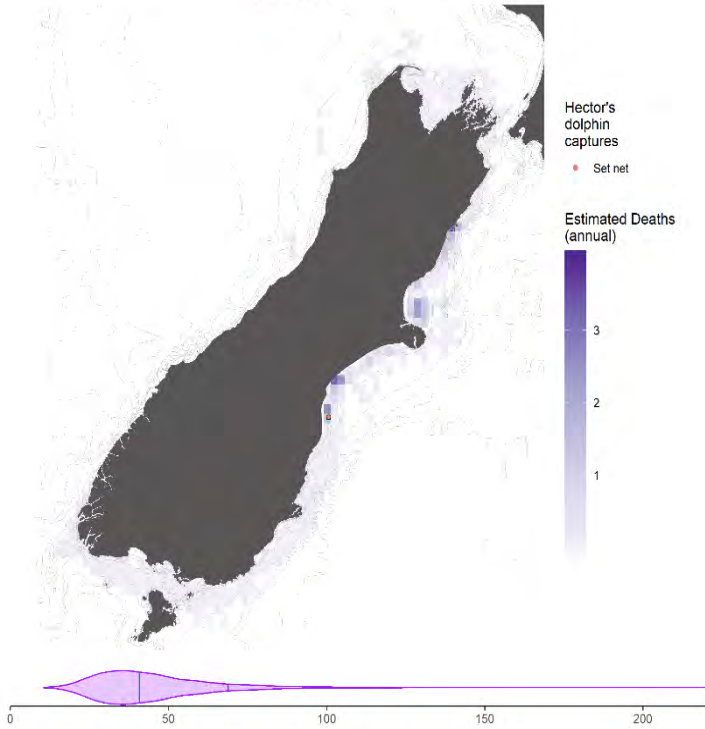 Hector's
dolphin
captures
Set net
Estimated Deaths
(annual)
3
2
1
0
50
100
150
200